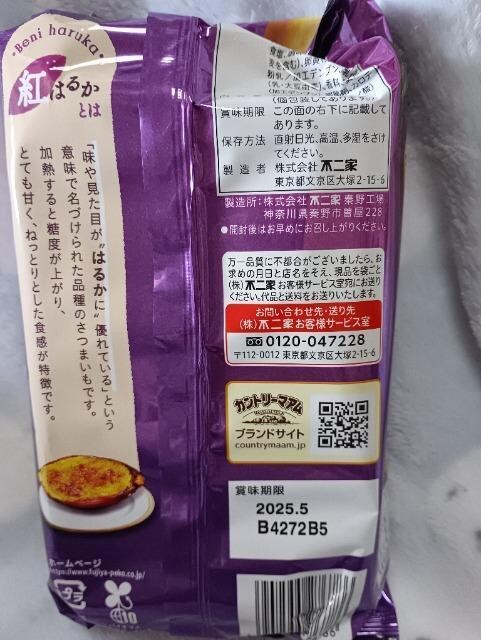 Beni haruka
紅はるか
とは
「味や見た目が"はるかに"優れている」という
意味で名づけられた品種のさつまいもです。
加熱すると糖度が上がり、
とても甘く、ねっとりとした食感が特徴です。
ホームページ
https://www.fujiya-peko.co.jp/
プラ
賞味期限 この面の右下に記載して
あります。
保存方法 直射日光、高温、多湿をさけ
てください。
製造者 株式会社 不二家
東京都文京区大塚2-15-6
製造所:株式会社 不二家 秦野工場
神奈川県秦野市曽屋228
●開封後はお早めにお召し上がりください。
万一品質に不都合がございましたら、お
求めの月日と店名をそえ、現品を袋ごと
(株)不二家お客様サービス室宛にお送り
ください。代品と送料をお送りいたします。
お問い合わせ先・送り先
(株)不二家お客様サービス室
0120-047228
〒112-0012 東京都文京区大塚2-15-6
カントリーマアム
ブランドサイト
countrymaam.jp
賞味期限
2025.5
B4272B5